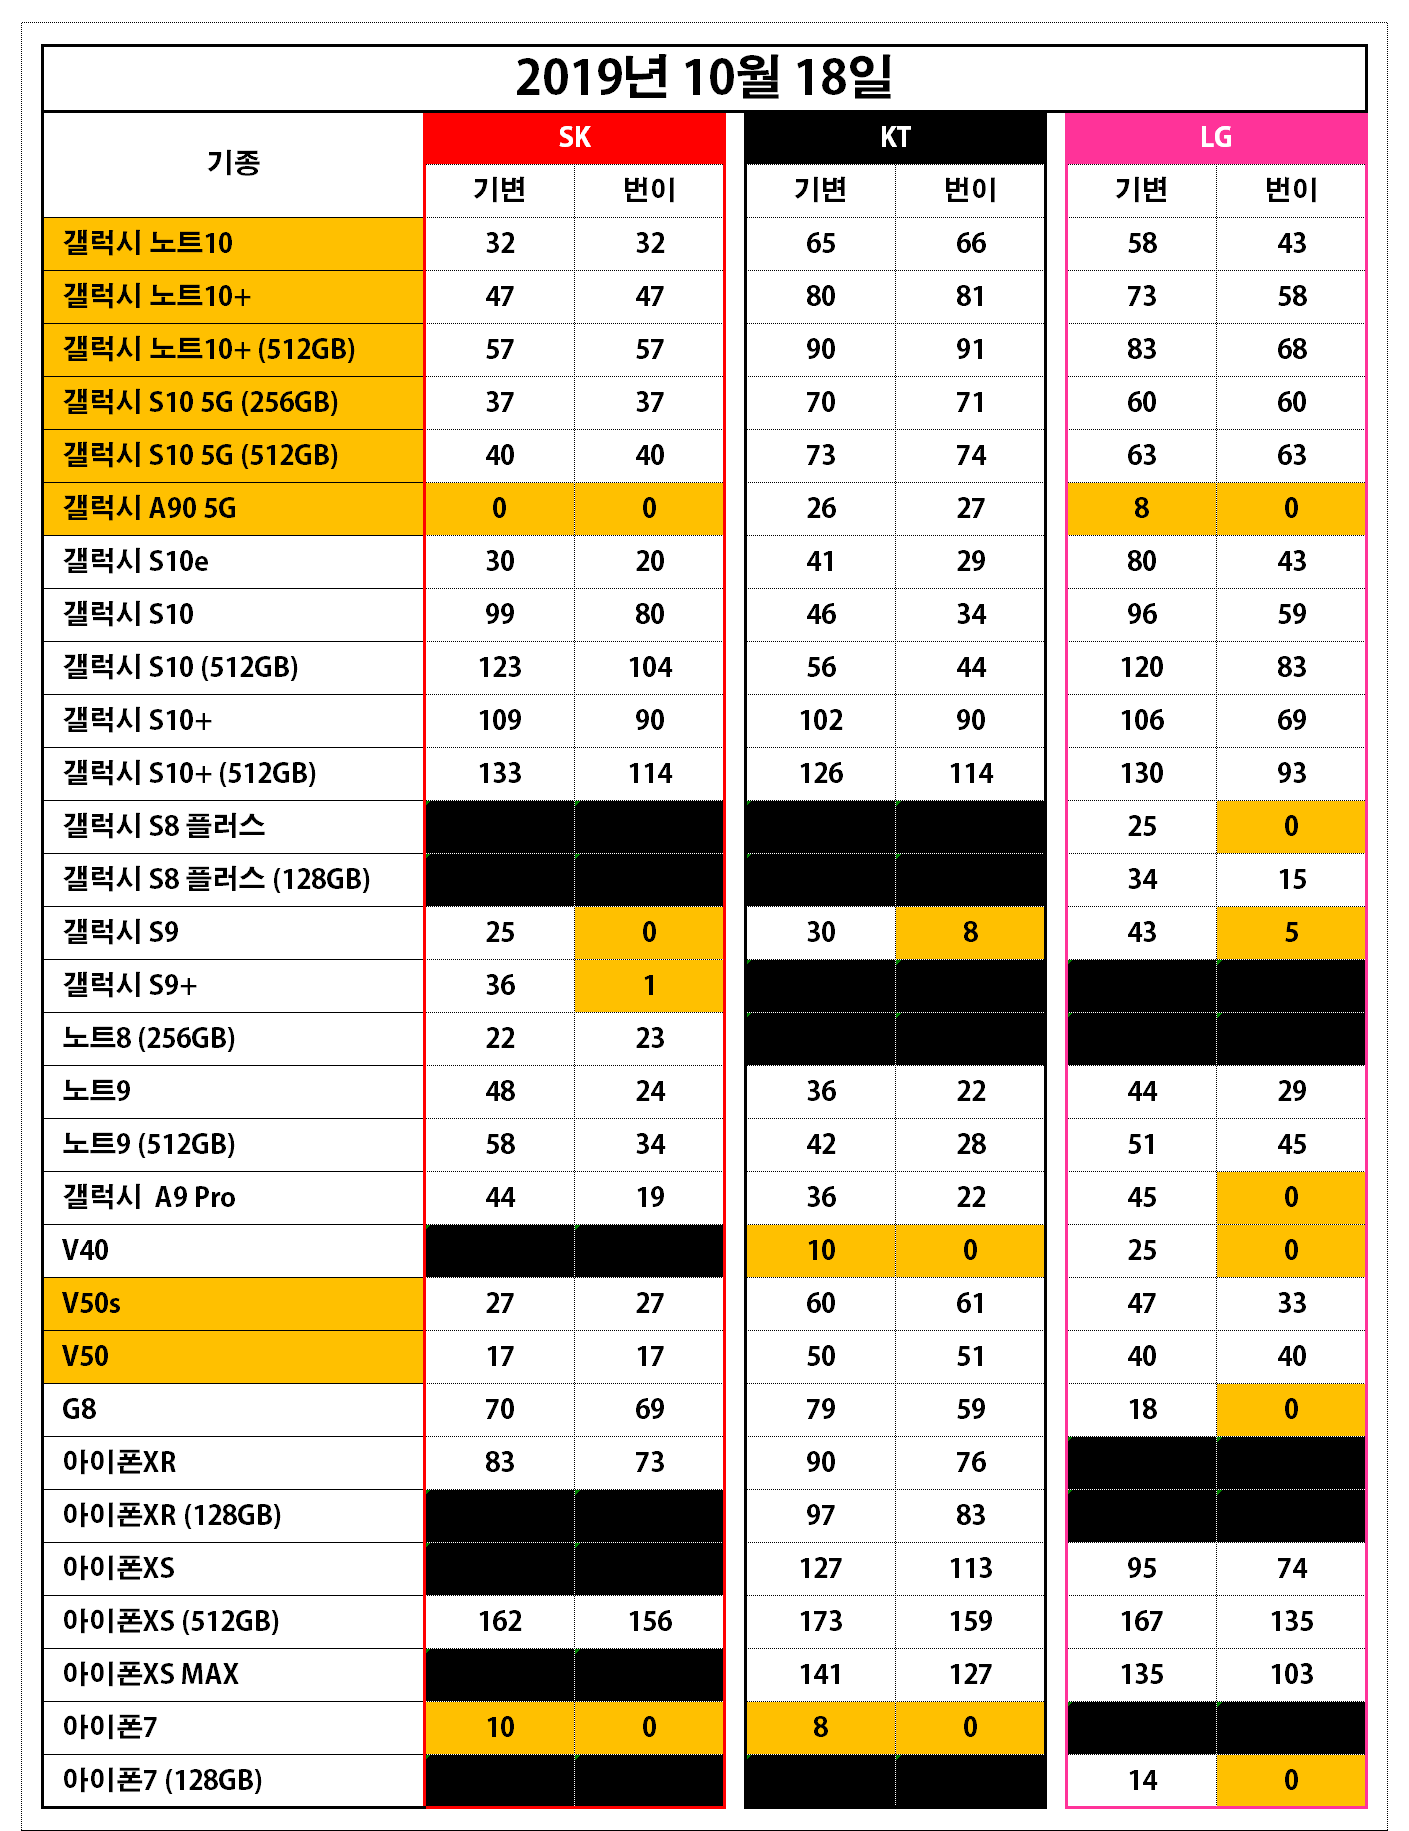 2019년 10월 18일
기종 SK KT LG
기변 번이 기변 번이 기변 번이
갤럭시 노트10 32 32 65 66 58 43
갤럭시 노트10+ 47 47 80 81 73 58
갤럭시 노트10+ (512GB) 57 57 90 91 83 68
갤럭시 S10 5G (256GB) 37 37 70 71 60 60
갤럭시 S10 5G (512GB) 40 40 73 74 63 63
갤럭시 A90 5G 0 0 26 27 8 0
갤럭시 S10e 30 20 41 29 80 43
갤럭시 S10 99 80 46 34 96 59
갤럭시 S10 (512GB) 123 104 56 44 120 83
갤럭시 S10+ 109 90 102 90 106 69
갤럭시 S10+ (512GB) 133 114 126 114 130 93
갤럭시 S8 플러스 25 0
갤럭시 S8 플러스 (128GB) 34 15
갤럭시 S9 25 0 30 8 43 5
갤럭시 S9+ 36 1
노트8 (256GB) 22 23
노트9 48 24 36 22 44 29
노트9 (512GB) 58 34 42 28 51 45
갤럭시 A9 Pro 44 19 36 22 45 0
V40 10 0 25 0
V50s 27 27 60 61 47 33
V50 17 17 50 51 40 40
G8 70 69 79 59 18 0
아이폰XR 83 73 90 76
아이폰XR (128GB) 97 83
아이폰XS 127 113 95 74
아이폰XS (512GB) 162 156 173 159 167 135
아이폰XS MAX 141 127 135 103
아이폰7 10 0 8 0
아이폰7 (128GB) 14 0